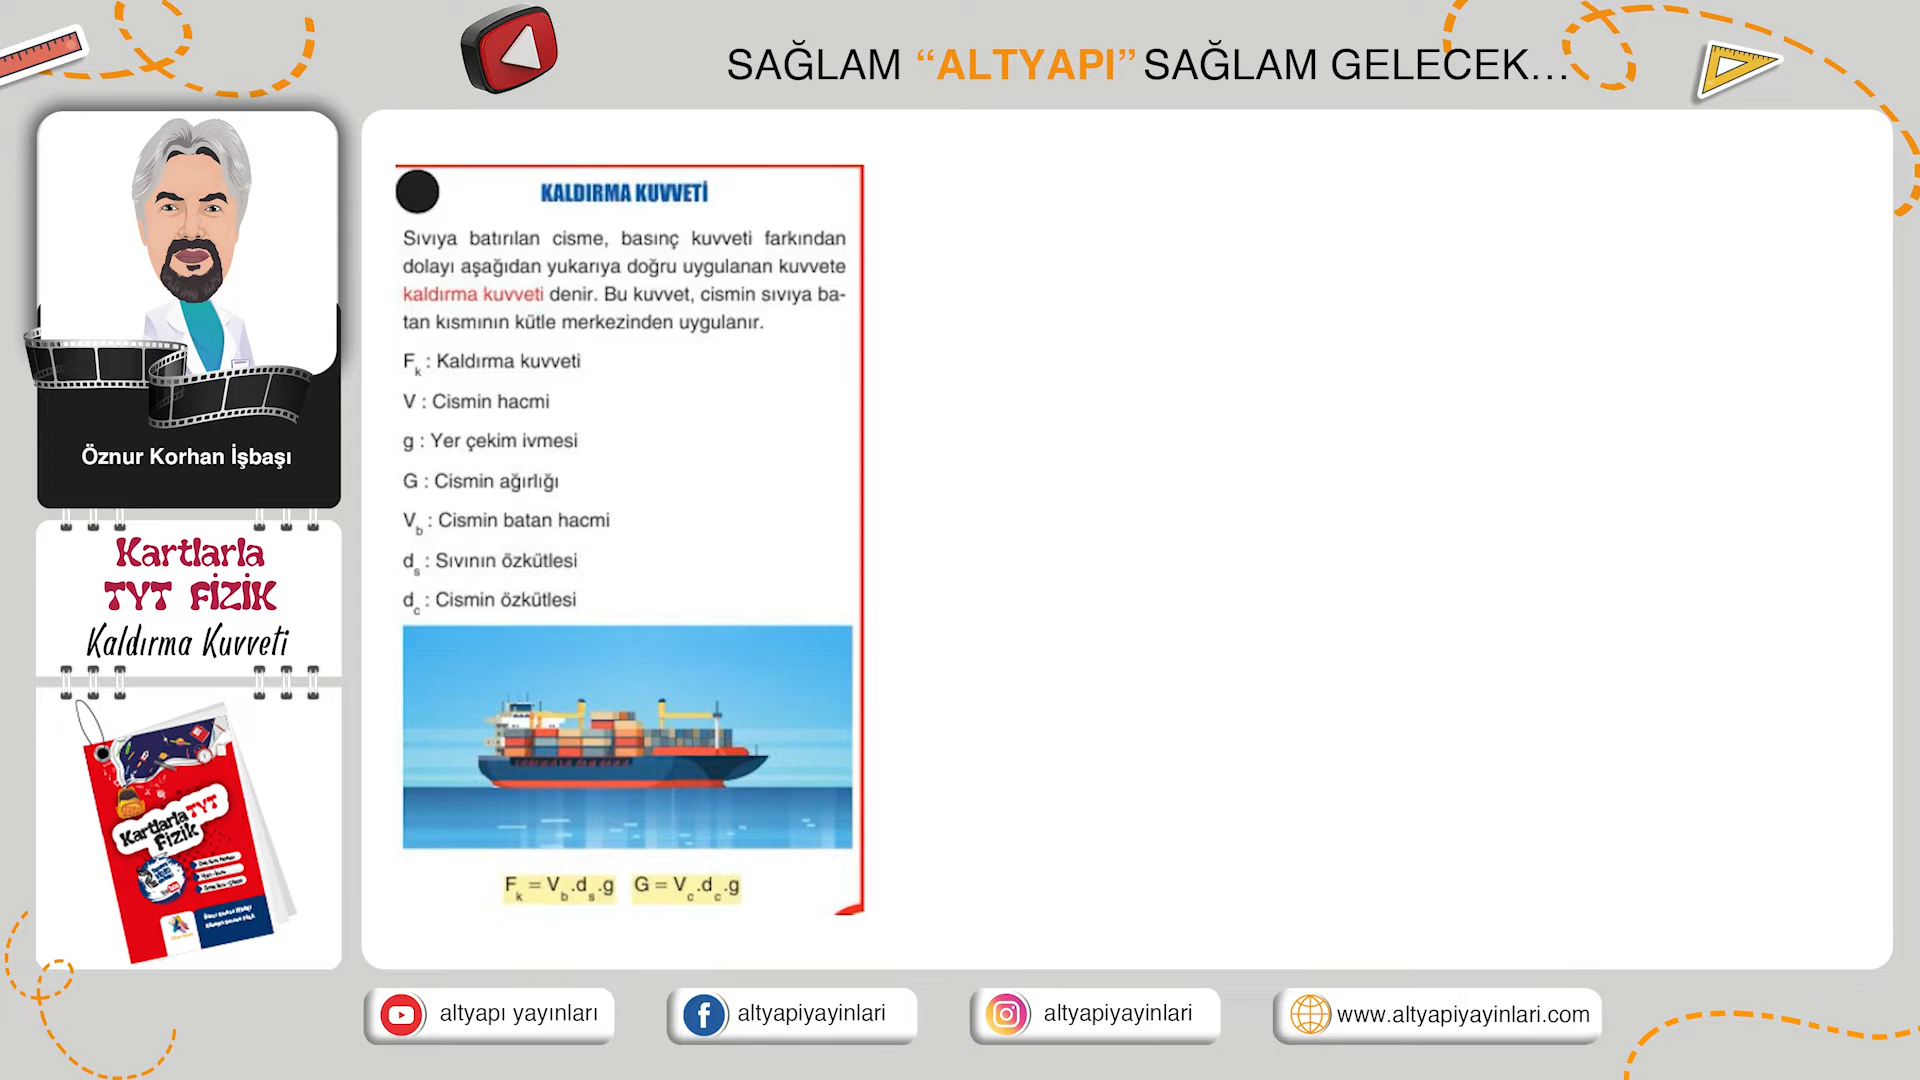 SAĞLAM “ALTYAPI” SAĞLAM GELECEK...
Öznur Korhan İşbaşı
Kartlarla
TYT FİZİK
Kaldırma Kuvveti
Kartlarla TYT
Fizik
KALDIRMA KUVVETİ
Sıvıya batırılan cisme, basınç kuvveti farkından
dolayı aşağıdan yukarıya doğru uygulanan kuvvete
kaldırma kuvveti denir. Bu kuvvet, cismin sıvıya ba-
tan kısmının kütle merkezinden uygulanır.
Fk : Kaldırma kuvveti
V : Cismin hacmi
g : Yer çekim ivmesi
G : Cismin ağırlığı
Vb : Cismin batan hacmi
ds : Sıvının özkütlesi
dc : Cismin özkütlesi
Fk = Vb.ds.g G = Vc.dc.g
altyapı yayınları
altyapiyayinlari
altyapiyayinlari
www.altyapiyayinlari.com